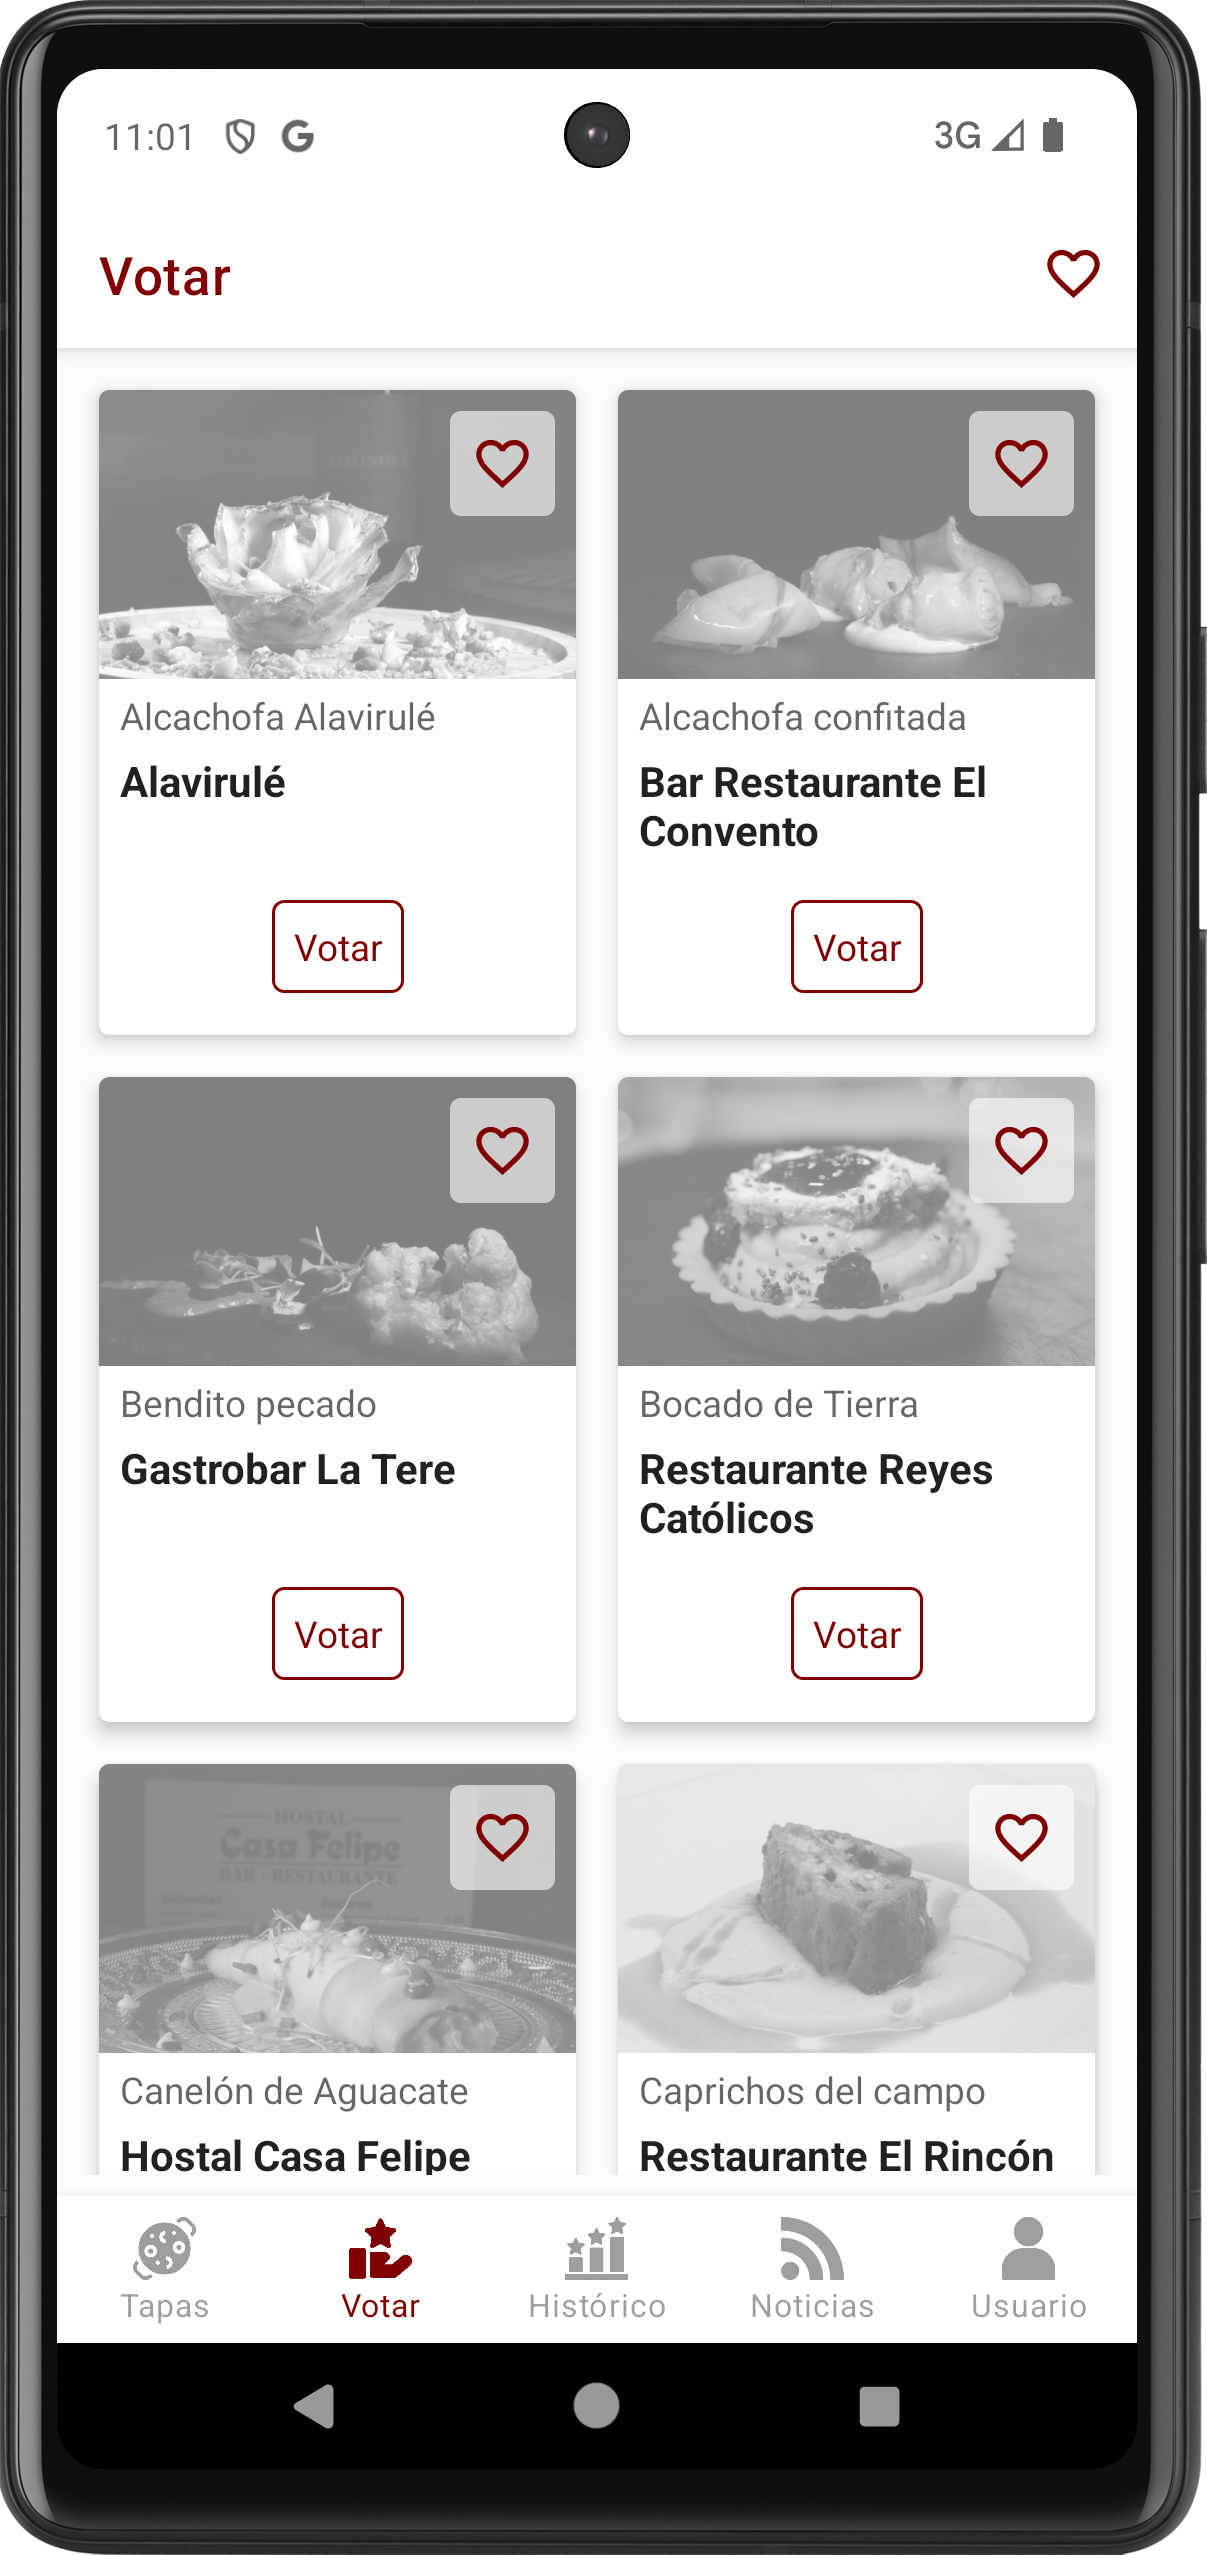 11:01 G 3G
Votar
Alcachofa Alavirulé
Alavirulé
Votar
Alcachofa confitada
Bar Restaurante El
Convento
Votar
Bendito pecado
Gastrobar La Tere
Votar
Bocado de Tierra
Restaurante Reyes
Católicos
Votar
HOSTAL
Casa Felipe
BAR - RESTAURANTE
Entrantes
Canelón de Aguacate
Hostal Casa Felipe
Caprichos del campo
Restaurante El Rincón
Tapas
Votar
Histórico
Noticias
Usuario